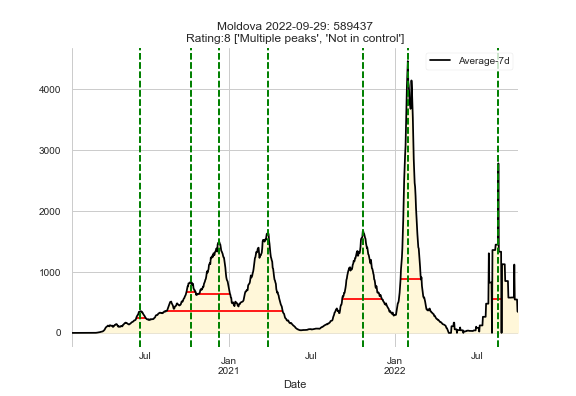 Moldova 2022-09-29: 589437
Rating:8 ['Multiple peaks', 'Not in control']
Average-7d
4000
3000
2000
1000
0
Jul
Jan
2021
Jul
Jan
2022
Jul
Date